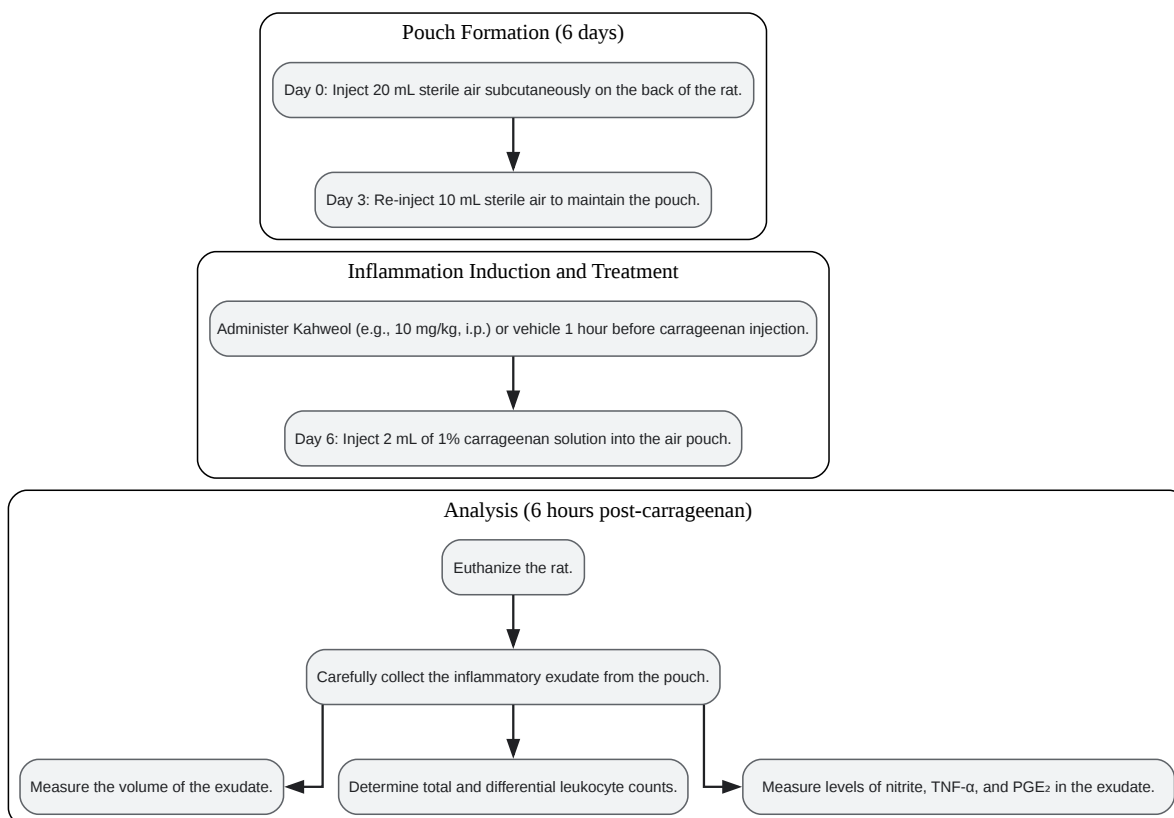 Pouch Formation (6 days)
Day 0: Inject 20 mL sterile air subcutaneously on the back of the rat.
Day 3: Re-inject 10 mL sterile air to maintain the pouch.
Inflammation Induction and Treatment
Administer Kahweol (e.g., 10 mg/kg, i.p.) or vehicle 1 hour before carrageenan injection.
Day 6: Inject 2 mL of 1% carrageenan solution into the air pouch.
Analysis (6 hours post-carrageenan)
Euthanize the rat.
Carefully collect the inflammatory exudate from the pouch.
Measure the volume of the exudate.
Determine total and differential leukocyte counts.
Measure levels of nitrite, TNF-α, and PGE₂ in the exudate.